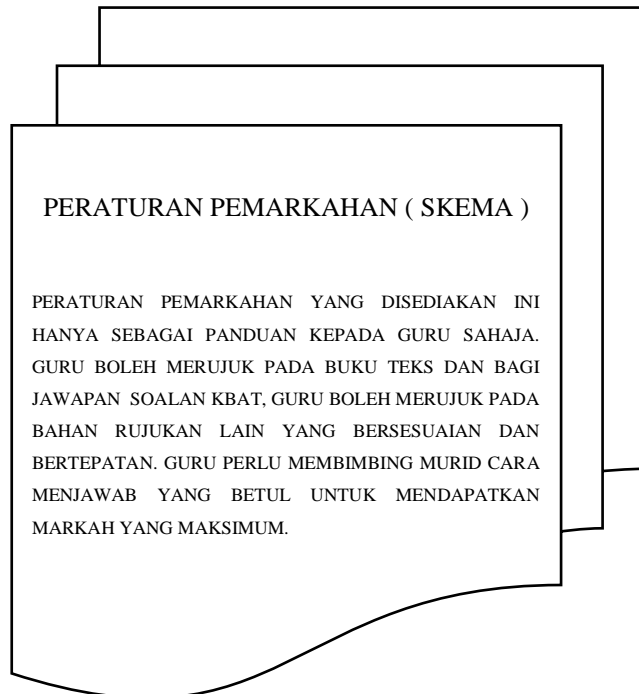 PERATURAN PEMARKAHAN ( SKEMA )
PERATURAN PEMARKAHAN YANG DISEDIAKAN INI
HANYA SEBAGAI PANDUAN KEPADA GURU SAHAJA.
GURU BOLEH MERUJUK PADA BUKU TEKS DAN BAGI
JAWAPAN SOALAN KBAT, GURU BOLEH MERUJUK PADA
BAHAN RUJUKAN LAIN YANG BERSESUAIAN DAN
BERTEPATAN. GURU PERLU MEMBIMBING MURID CARA
MENJAWAB YANG BETUL UNTUK MENDAPATKAN
MARKAH YANG MAKSIMUM.